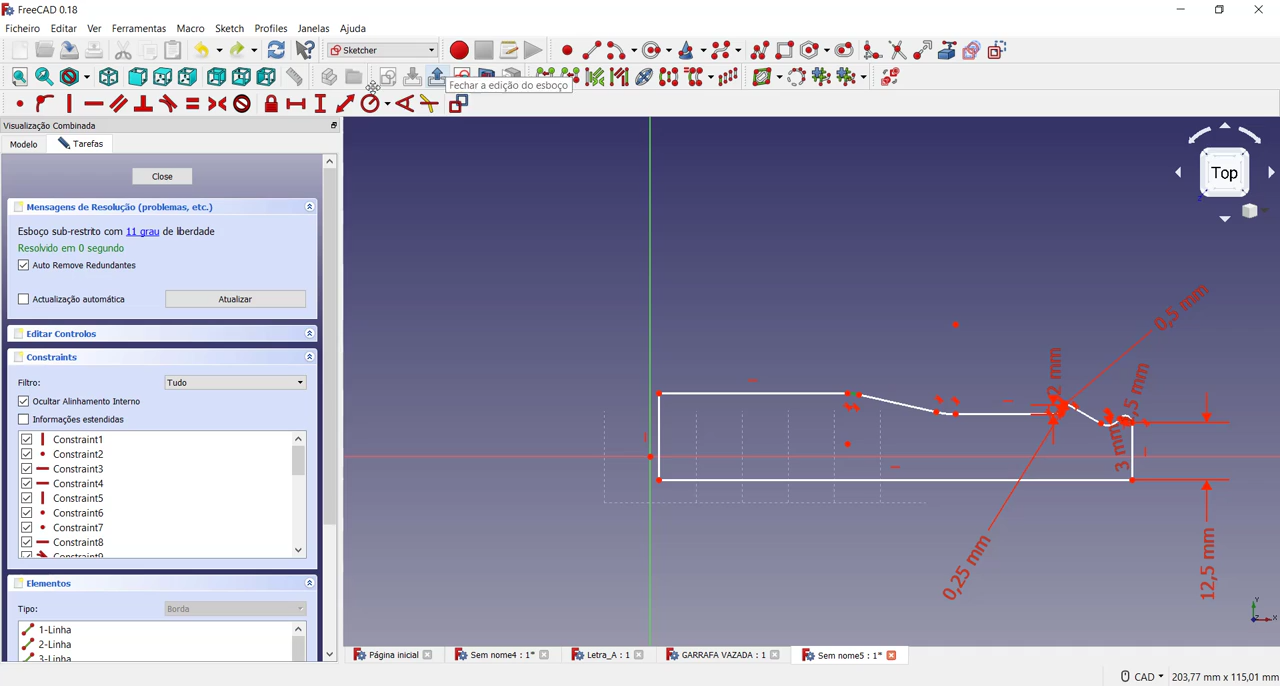 FreeCAD 0.18
Ficheiro Editar Ver Ferramentas Macro Sketch Profiles Janelas Ajuda
Sketcher
Fechar a edição do esboço
Visualização Combinada
Modelo Tarefas
Close
Mensagens de Resolução (problemas, etc.)
Esboço sub-restrito com 11 grau de liberdade
Resolvido em 0 segundo
Auto Remove Redundantes
Actualização automática Atualizar
Editar Controlos
Constraints
Filtro: Tudo
Ocultar Alinhamento Interno
Informações estendidas
Constraint1
Constraint2
Constraint3
Constraint4
Constraint5
Constraint6
Constraint7
Constraint8
Constraint9
Elementos
Tipo: Borda
1-Linha
2-Linha
3-Linha
Top
0,5 mm
2 mm
3 mm
0,25 mm
12,5 mm
Y
X
Página inicial Sem nome4 : 1* Letra_A : 1 GARRAFA VAZADA : 1 Sem nome5 : 1*
CAD 203,77 mm x 115,01 mm